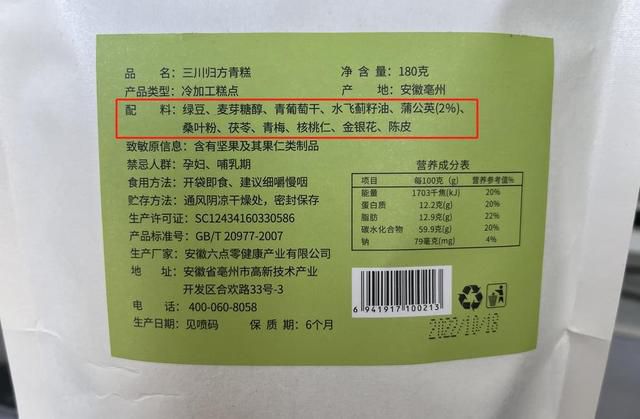 品 名：三川归方青糕 净 含 量：180克
产品类型：冷加工糕点 产 地：安徽亳州
配 料：绿豆、麦芽糖醇、青葡萄干、水飞蓟籽油、蒲公英(2%)、
桑叶粉、茯苓、青梅、核桃仁、金银花、陈皮
致敏原信息：含有坚果及其果仁类制品
禁忌人群：孕妇、哺乳期
食用方法：开袋即食、建议细嚼慢咽
贮存方法：通风阴凉干燥处，密封保存
生产许可证：SC12434160330586
产品标准号：GB/T 20977-2007
生产厂家：安徽六点零健康产业有限公司
地 址：安徽省亳州市高新技术产业
开发区合欢路33号-3
电 话：400-060-8058
生产日期：见喷码 保 质 期：6个月
营养成分表
项目 每100克(g) 营养参考值%
能量 1703千焦(kJ) 20%
蛋白质 12.2克(g) 20%
脂肪 12.9克(g) 22%
碳水化合物 59.9克(g) 20%
钠 79毫克(mg) 4%
6 941917 100213
2022/10/16